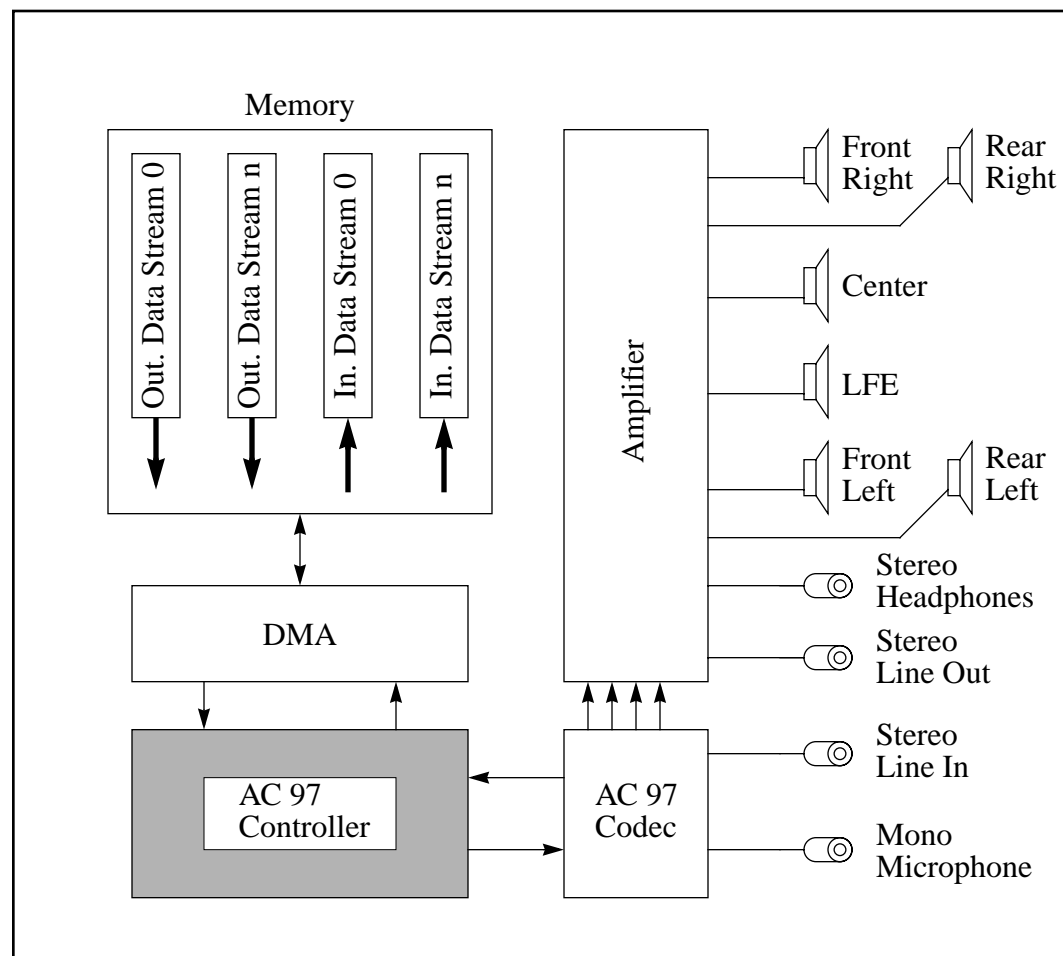 Memory
Out. Data Stream 0
Out. Data Stream n
In. Data Stream 0
In. Data Stream n
DMA
AC 97
Controller
Amplifier
AC 97
Codec
Front
Right
Rear
Right
Center
LFE
Front
Left
Rear
Left
Stereo
Headphones
Stereo
Line Out
Stereo
Line In
Mono
Microphone